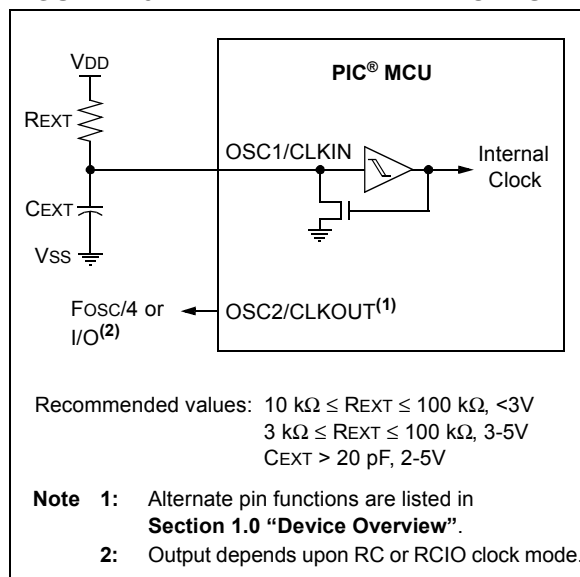 VDD
PIC® MCU
REXT
OSC1/CLKIN
Internal
Clock
CEXT
VSS
FOSC/4 or
I/O(2)
OSC2/CLKOUT(1)
Recommended values: 10 kΩ ≤ REXT ≤ 100 kΩ, <3V
3 kΩ ≤ REXT ≤ 100 kΩ, 3-5V
CEXT > 20 pF, 2-5V
Note 1: Alternate pin functions are listed in
Section 1.0 “Device Overview”.
2: Output depends upon RC or RCIO clock mode.